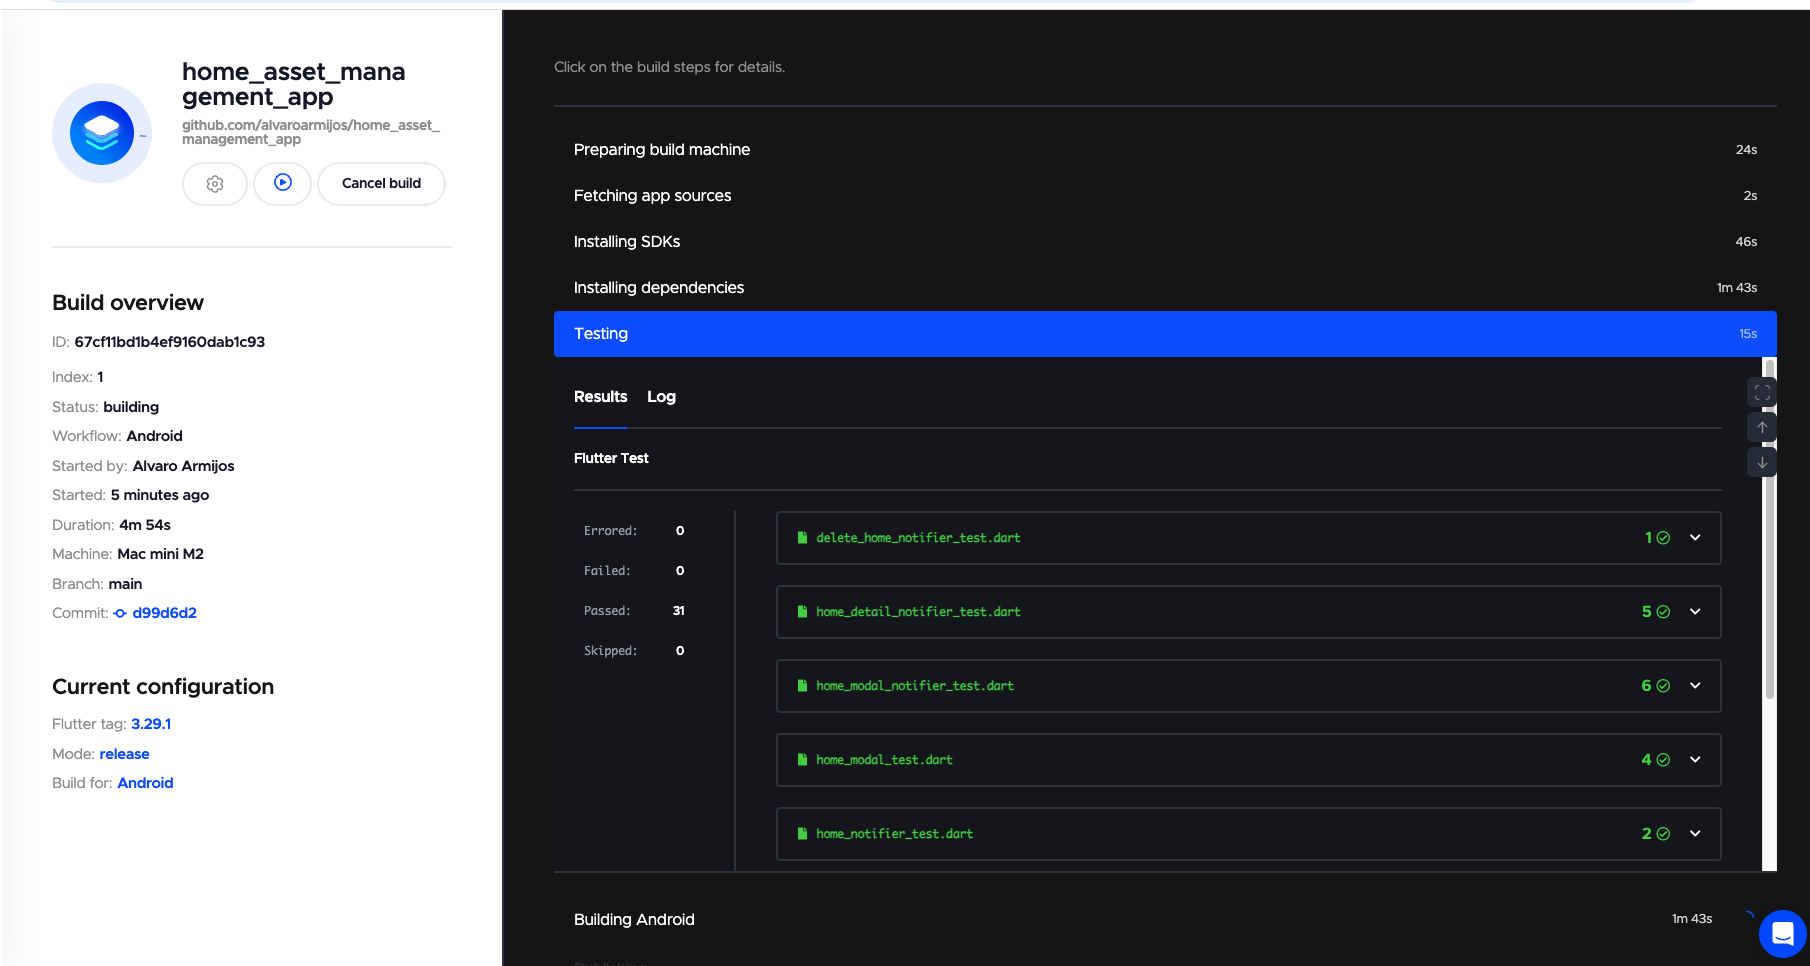 home_asset_mana
gement_app
github.com/alvaroarmijos/home_asset_
management_app
Cancel build
Build overview
ID: 67cf11bd1b4ef9160dab1c93
Index: 1
Status: building
Workflow: Android
Started by: Alvaro Armijos
Started: 5 minutes ago
Duration: 4m 54s
Machine: Mac mini M2
Branch: main
Commit: d99d6d2
Current configuration
Flutter tag: 3.29.1
Mode: release
Build for: Android
Click on the build steps for details.
Preparing build machine 24s
Fetching app sources 2s
Installing SDKs 46s
Installing dependencies 1m 43s
Testing 15s
Results Log
Flutter Test
Errored: 0
Failed: 0
Passed: 31
Skipped: 0
delete_home_notifier_test.dart 1
home_detail_notifier_test.dart 5
home_modal_notifier_test.dart 6
home_modal_test.dart 4
home_notifier_test.dart 2
Building Android 1m 43s
Publishing